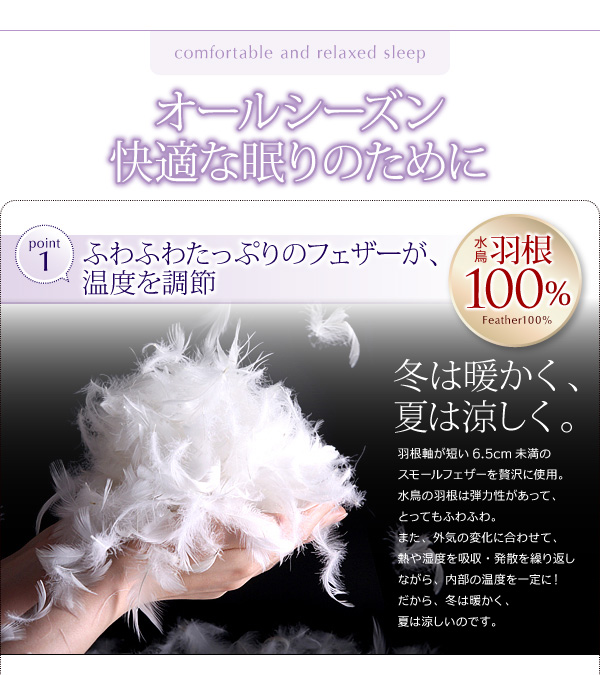 comfortable and relaxed sleep
オールシーズン
快適な眠りのために
point
1
ふわふわたっぷりのフェザーが、
温度を調節
水鳥 羽根
100%
Feather100%
冬は暖かく、
夏は涼しく。
羽根軸が短い 6.5cm 未満の
スモールフェザーを贅沢に使用。
水鳥の羽根は弾力性があって、
とってもふわふわ。
また、外気の変化に合わせて、
熱や湿度を吸収・発散を繰り返し
ながら、内部の温度を一定に!
だから、冬は暖かく、
夏は涼しいのです。